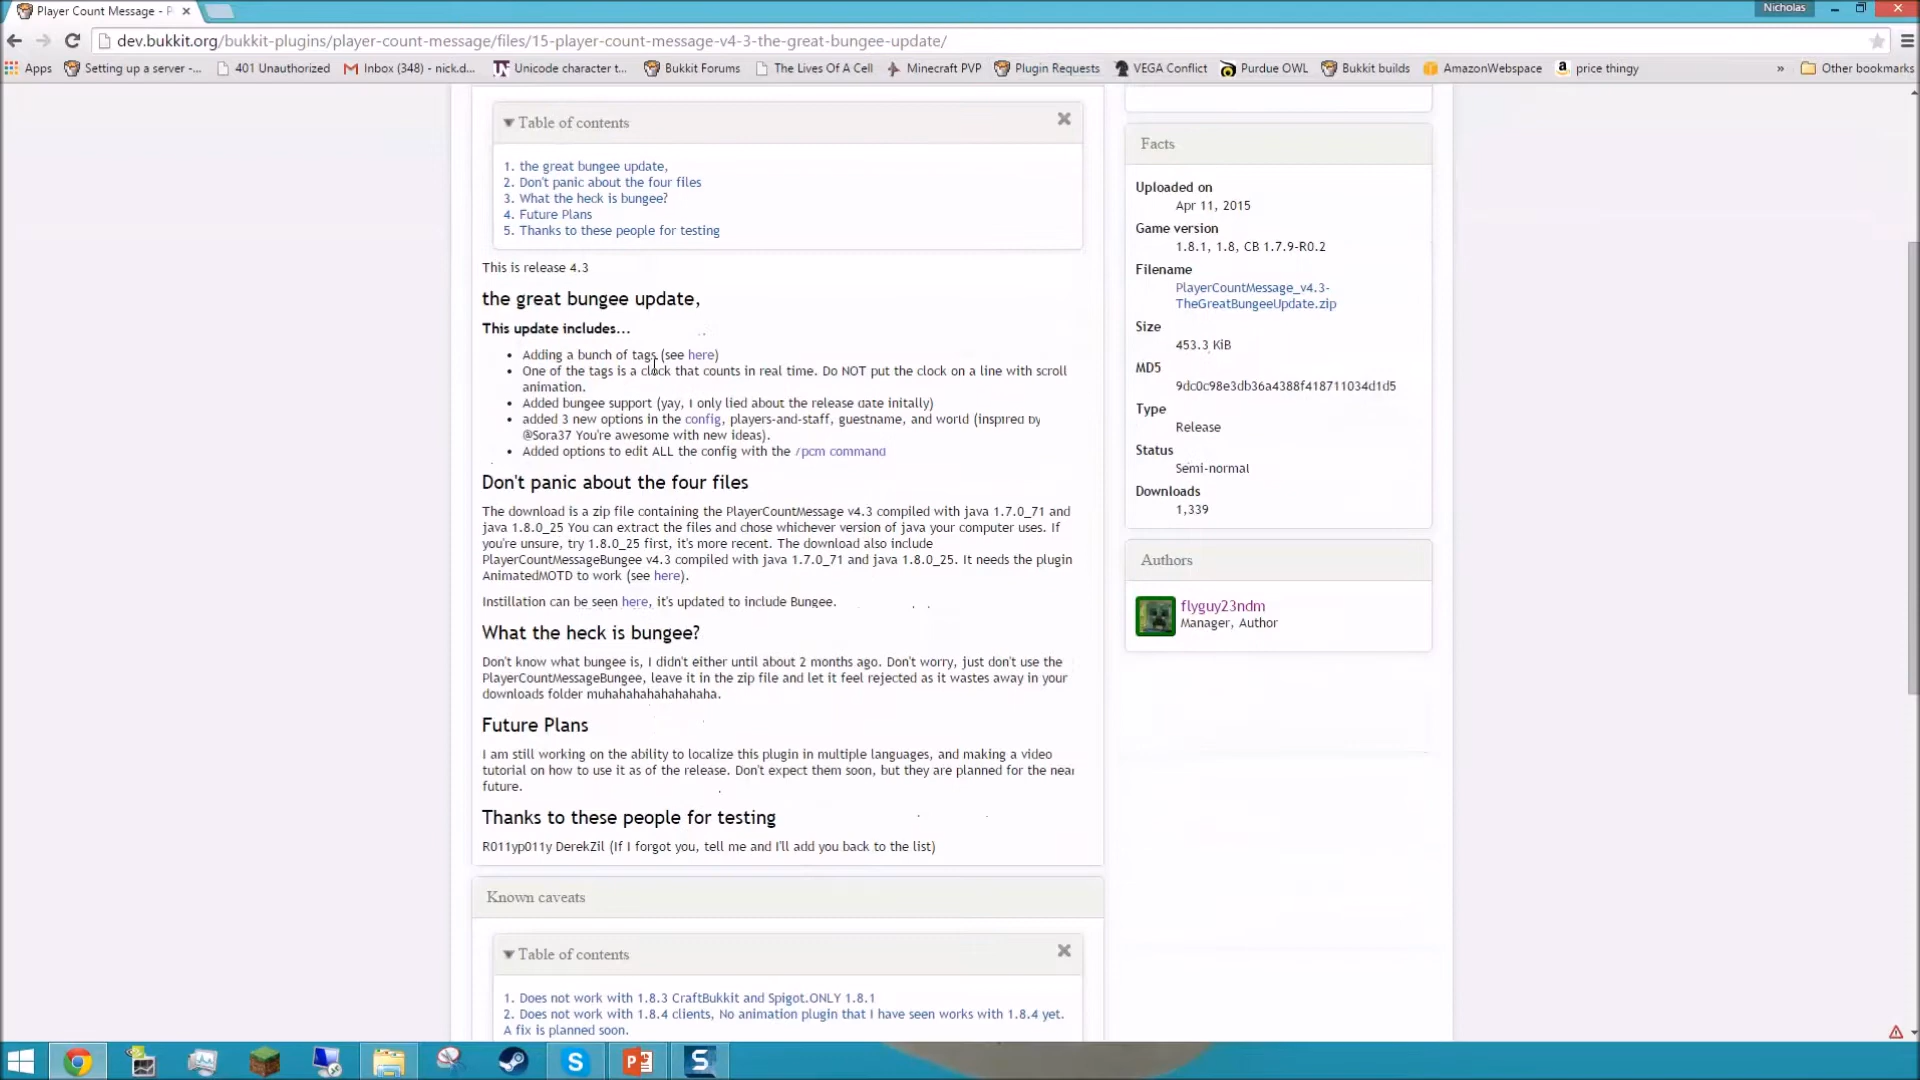 Player Count Message - P
Nicholas
dev.bukkit.org/bukkit-plugins/player-count-message/files/15-player-count-message-v4-3-the-great-bungee-update/
Apps Setting up a server -... 401 Unauthorized Inbox (348) - nick.d... Unicode character t... Bukkit Forums The Lives Of A Cell Minecraft PVP Plugin Requests VEGA Conflict Purdue OWL Bukkit builds AmazonWebspace price thingy » Other bookmarks
Table of contents
1. the great bungee update,
2. Don't panic about the four files
3. What the heck is bungee?
4. Future Plans
5. Thanks to these people for testing
This is release 4.3
the great bungee update,
This update includes...
• Adding a bunch of tags (see here)
• One of the tags is a clock that counts in real time. Do NOT put the clock on a line with scroll
animation.
• Added bungee support (yay, I only lied about the release date initally)
• added 3 new options in the config, players-and-staff, guestname, and world (inspired by
@Sora37 You're awesome with new ideas).
• Added options to edit ALL the config with the /pcm command
Don't panic about the four files
The download is a zip file containing the PlayerCountMessage v4.3 compiled with java 1.7.0_71 and
java 1.8.0_25 You can extract the files and chose whichever version of java your computer uses. If
you're unsure, try 1.8.0_25 first, it's more recent. The download also include
PlayerCountMessageBungee v4.3 compiled with java 1.7.0_71 and java 1.8.0_25. It needs the plugin
AnimatedMOTD to work (see here).
Instillation can be seen here, it's updated to include Bungee.
What the heck is bungee?
Don't know what bungee is, I didn't either until about 2 months ago. Don't worry, just don't use the
PlayerCountMessageBungee, leave it in the zip file and let it feel rejected as it wastes away in your
downloads folder muhahahahahahahaha.
Future Plans
I am still working on the ability to localize this plugin in multiple languages, and making a video
tutorial on how to use it as of the release. Don't expect them soon, but they are planned for the near
future.
Thanks to these people for testing
R011yp011y DerekZil (If I forgot you, tell me and I'll add you back to the list)
Known caveats
Table of contents
1. Does not work with 1.8.3 CraftBukkit and Spigot.ONLY 1.8.1
2. Does not work with 1.8.4 clients, No animation plugin that I have seen works with 1.8.4 yet.
A fix is planned soon.
Facts
Uploaded on
Apr 11, 2015
Game version
1.8.1, 1.8, CB 1.7.9-R0.2
Filename
PlayerCountMessage_v4.3-
TheGreatBungeeUpdate.zip
Size
453.3 KiB
MD5
9dc0c98e3db36a4388f418711034d1d5
Type
Release
Status
Semi-normal
Downloads
1,339
Authors
flyguy23ndm
Manager, Author